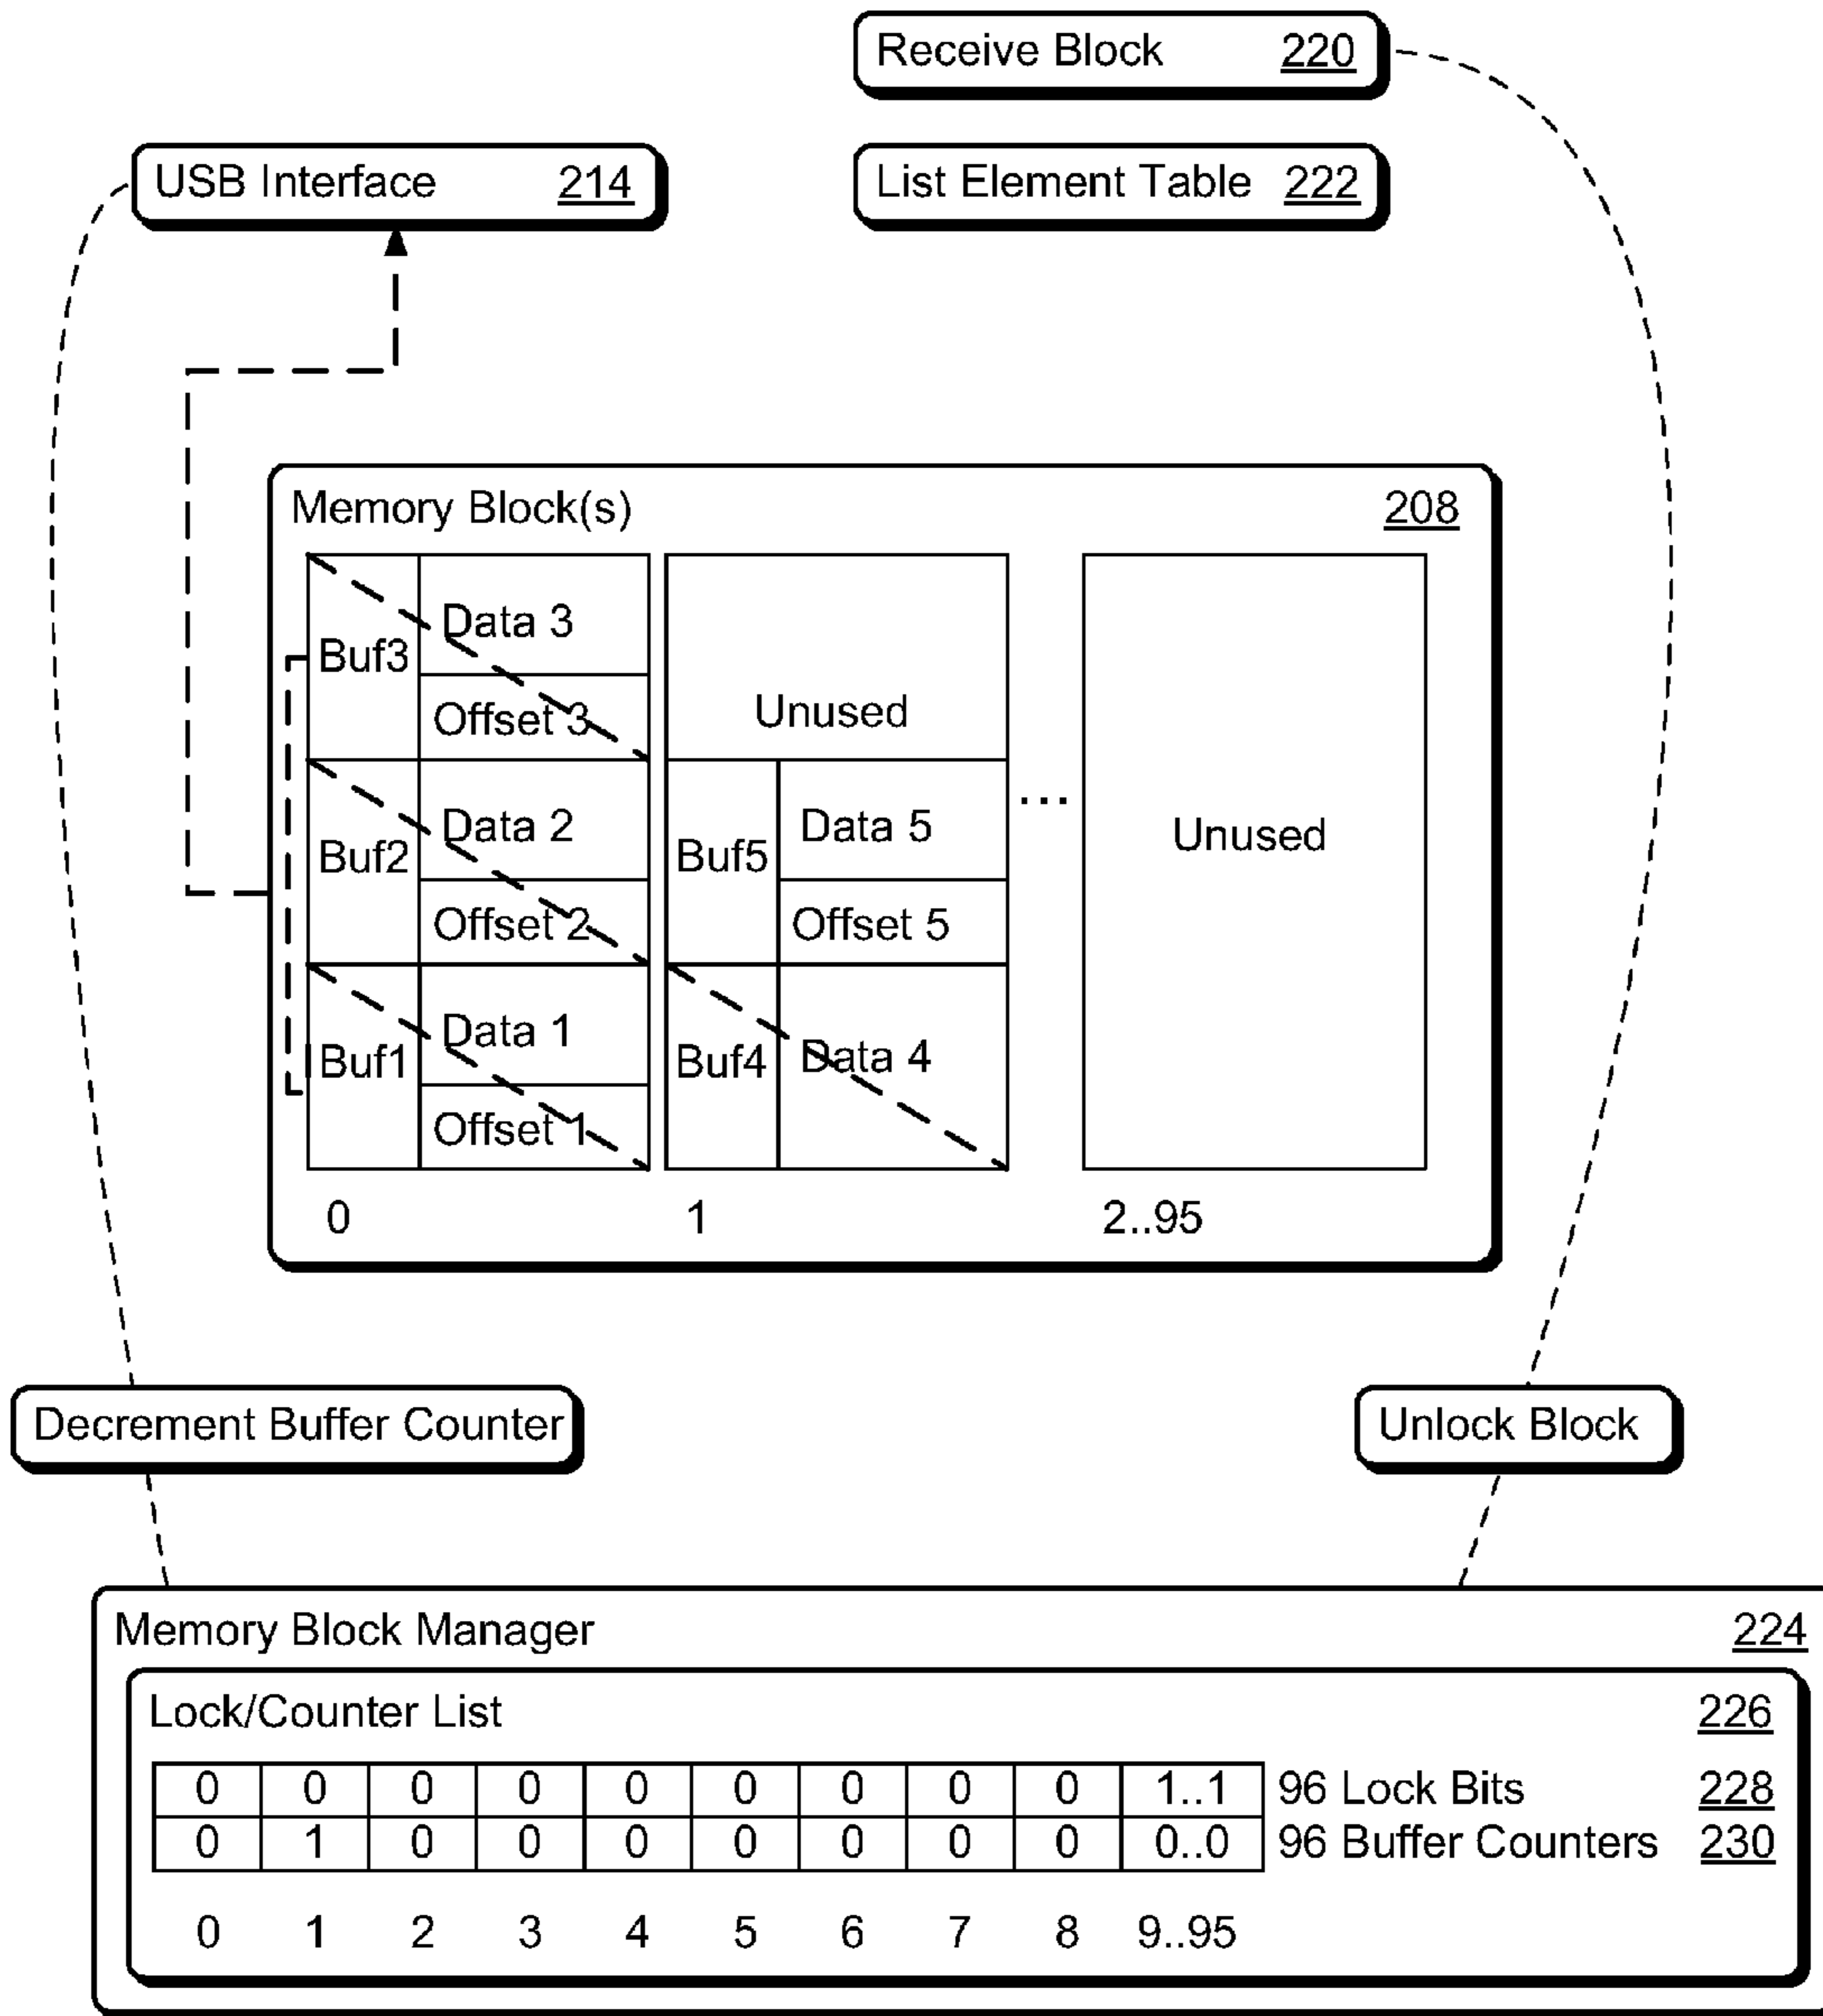 Receive Block 220
USB Interface 214
List Element Table 222
Memory Block(s) 208
Buf3
Data 3
Offset 3
Unused
Buf2
Data 2
Offset 2
Buf5
Data 5
Offset 5
...
Unused
Buf1
Data 1
Offset 1
Buf4
Data 4
0 1 2..95
Decrement Buffer Counter
Unlock Block
Memory Block Manager 224
Lock/Counter List 226
0 0 0 0 0 0 0 0 0 1..1 96 Lock Bits 228
0 1 0 0 0 0 0 0 0 0..0 96 Buffer Counters 230
0 1 2 3 4 5 6 7 8 9..95